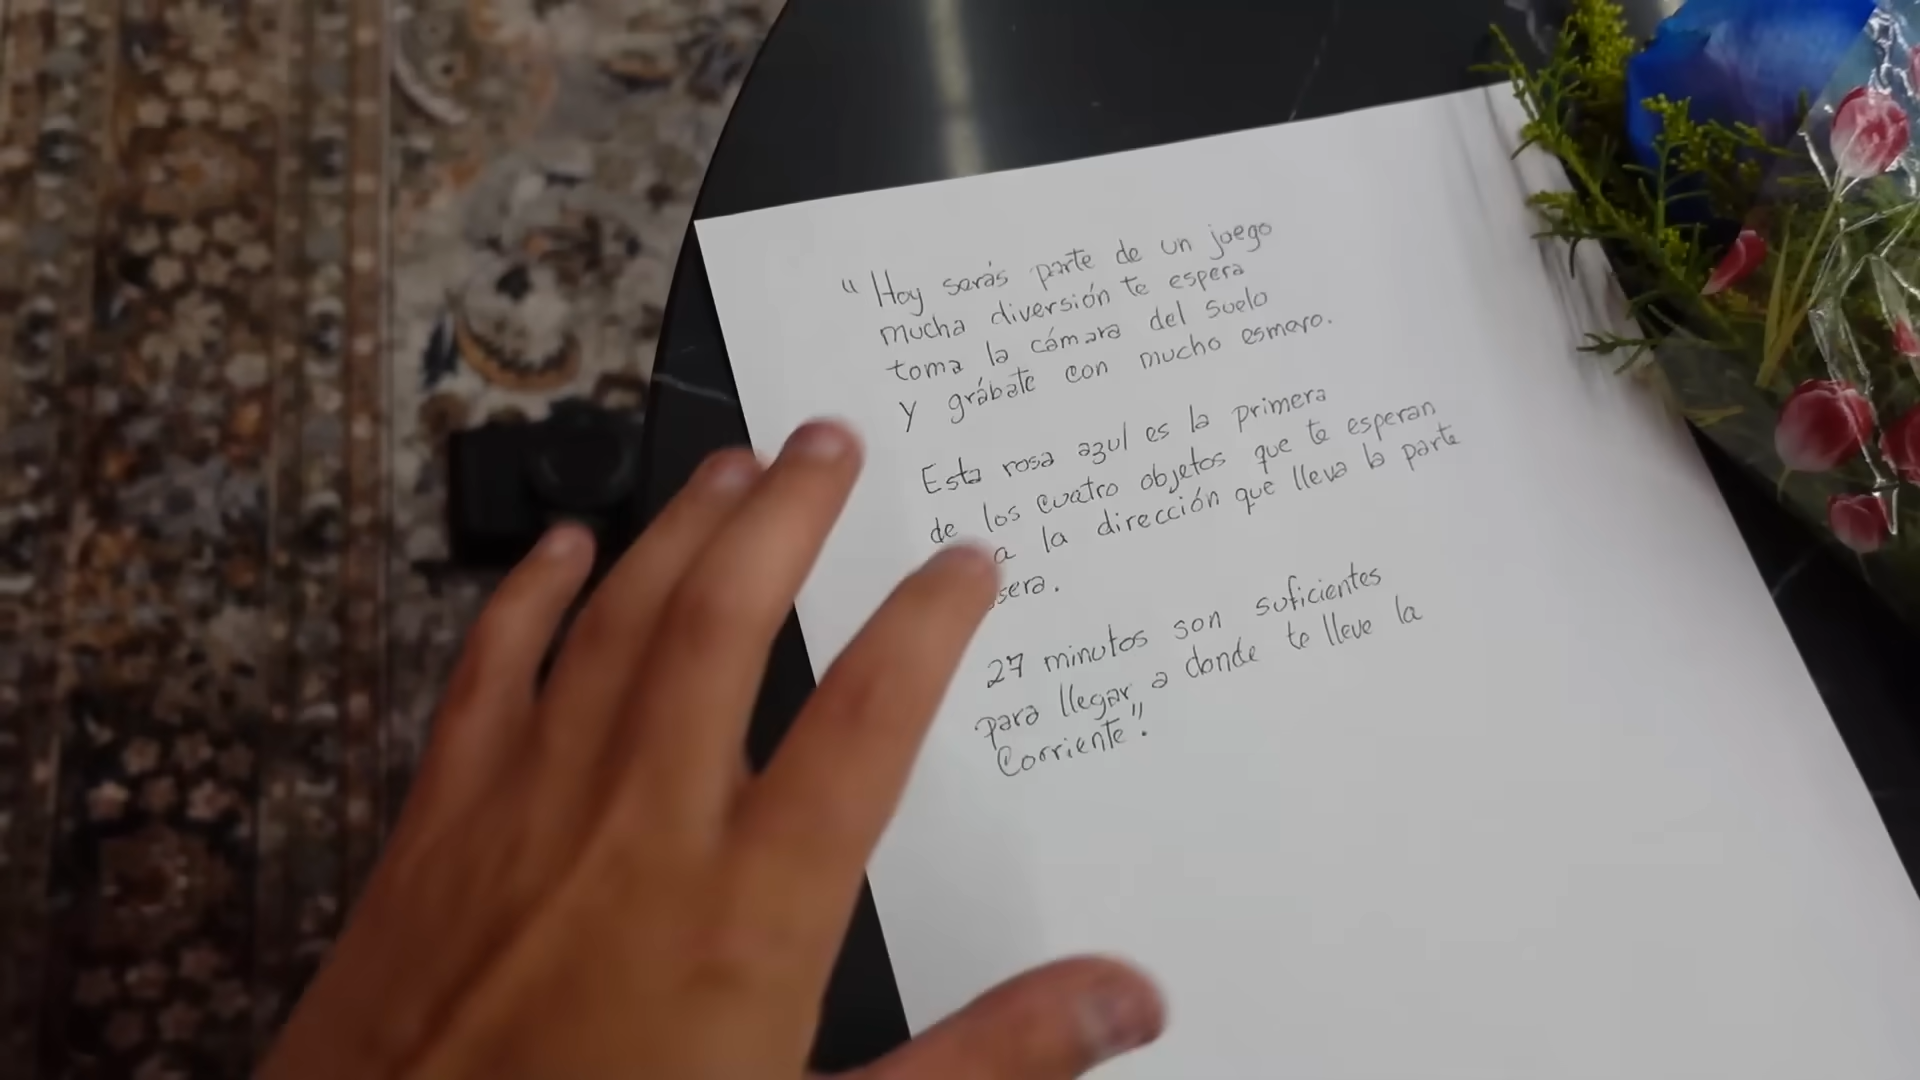 "Hoy serás parte de un juego
mucha diversión te espera
toma la cámara del suelo
y grábate con mucho esmero.
Esta rosa azul es la primera
de los cuatro objetos que te esperan
a la dirección que lleva la parte
sera.
27 minutos son suficientes
para llegar a donde te lleve la
Corriente".